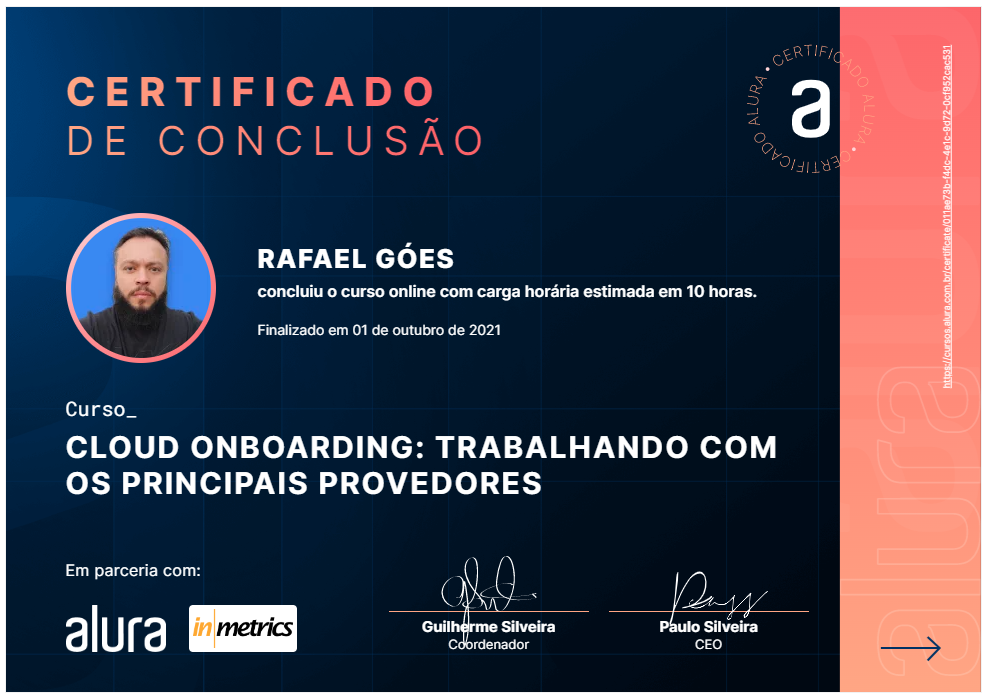 CERTIFICADO
DE CONCLUSÃO
CERTIFICADO ALURA • CERTIFICADO ALURA •
a
https://cursos.alura.com.br/certificate/011ae73b-f4dc-4e1c-9d72-0cf952cac531
RAFAEL GÓES
concluiu o curso online com carga horária estimada em 10 horas.
Finalizado em 01 de outubro de 2021
Curso_
CLOUD ONBOARDING: TRABALHANDO COM
OS PRINCIPAIS PROVEDORES
Em parceria com:
alura
inmetrics
Guilherme Silveira
Coordenador
Paulo Silveira
CEO
alura